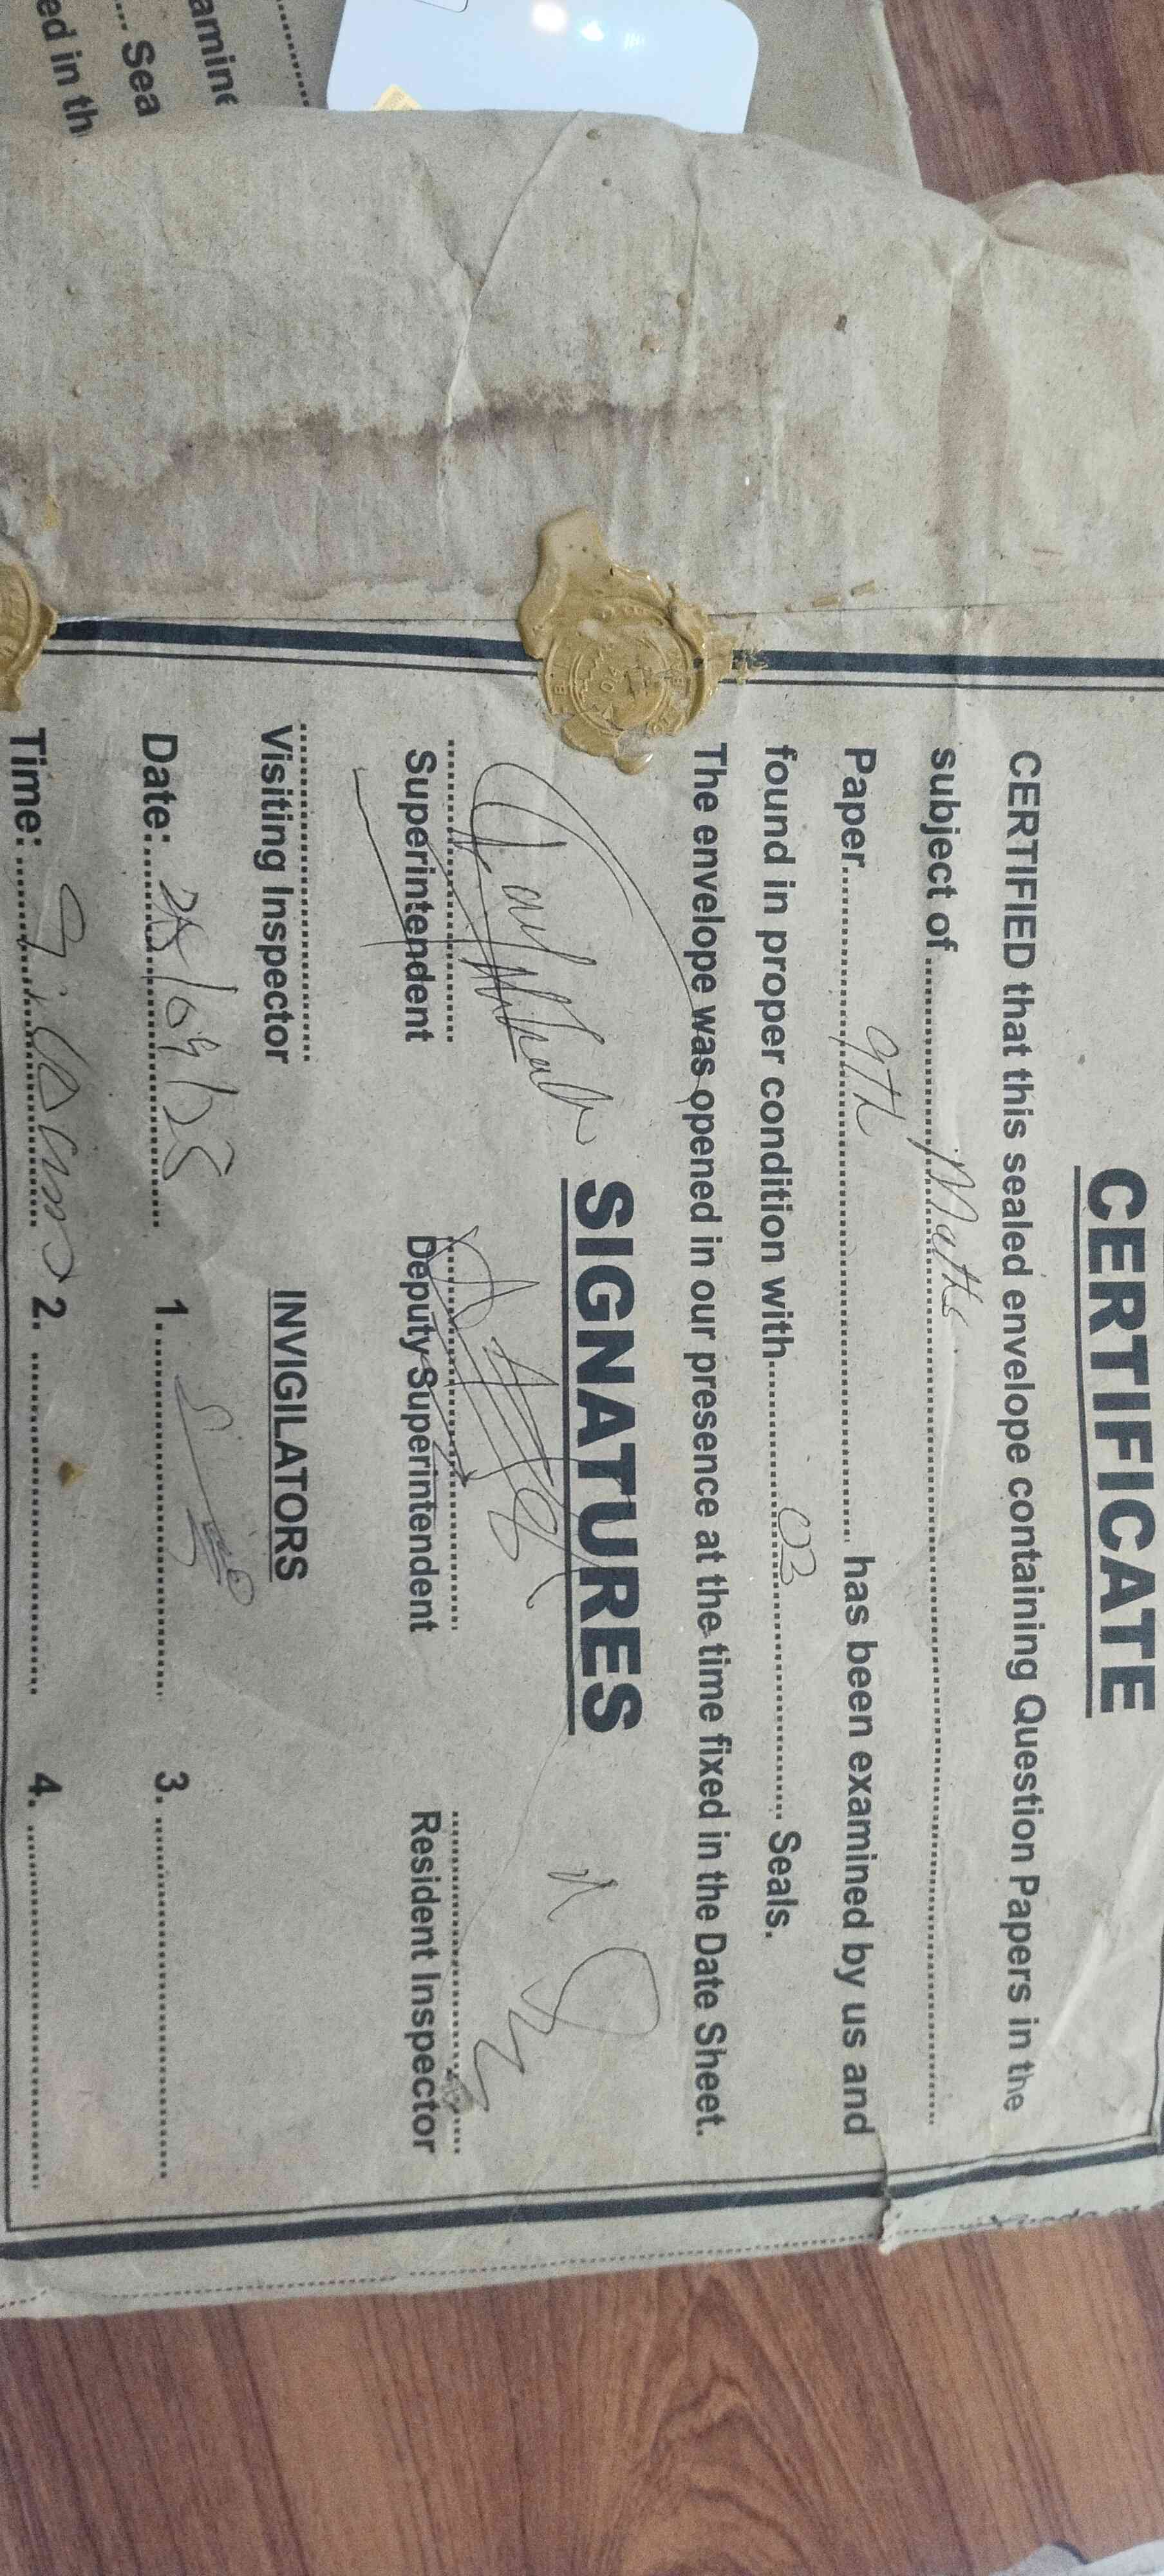 CERTIFICATE
CERTIFIED that this sealed envelope containing Question Papers in the
subject of Maths
Paper 9th has been examined by us and
found in proper condition with 03 Seals.
The envelope was opened in our presence at the time fixed in the Date Sheet.
SIGNATURES
Superintendent Deputy Superintendent Resident Inspector
Visiting Inspector INVIGILATORS
Date: 1. 3.
Time: 2. 4.
amine
Sea
ed in th